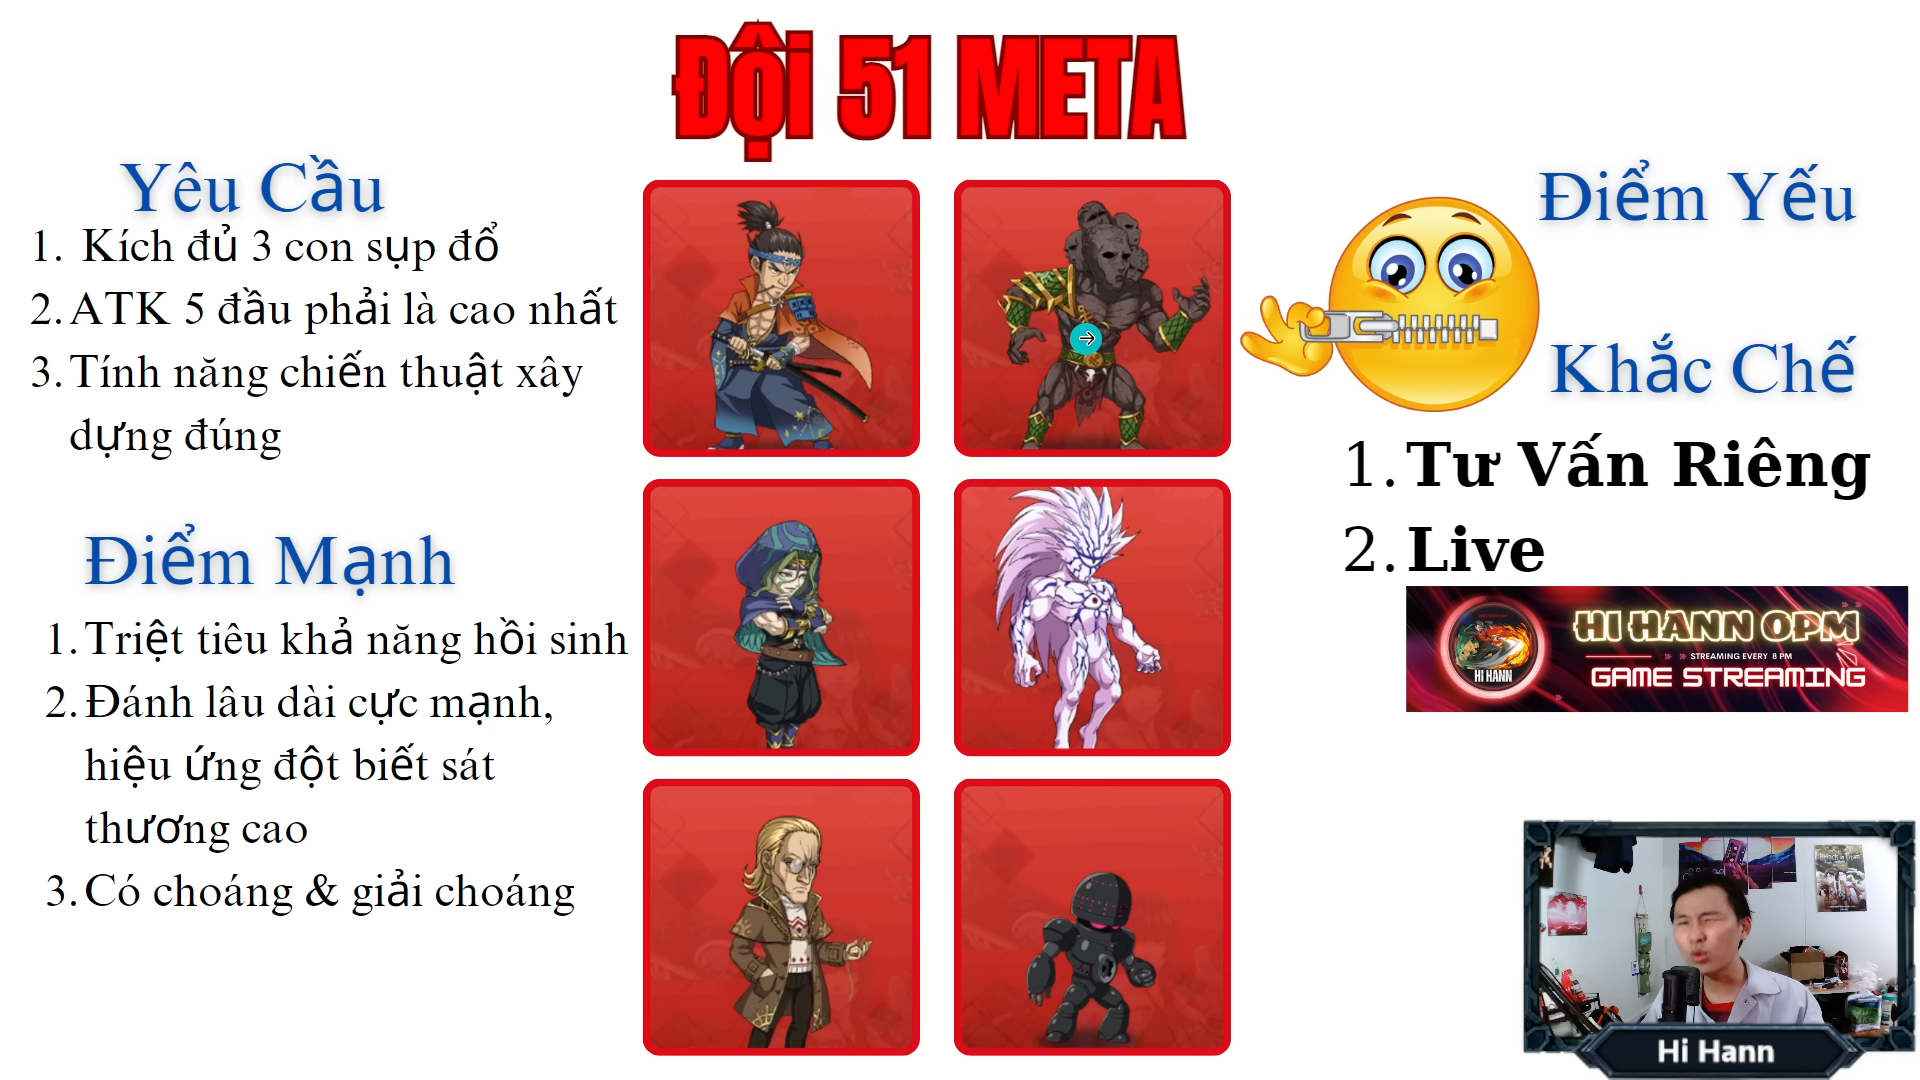 Đội 51 META
Yêu Cầu
1. Kích đủ 3 con sụp đổ
2. ATK 5 đầu phải là cao nhất
3. Tính năng chiến thuật xây
dựng đúng
Điểm Mạnh
1. Triệt tiêu khả năng hồi sinh
2. Đánh lâu dài cực mạnh,
hiệu ứng đột biết sát
thương cao
3. Có choáng & giải choáng
Điểm Yếu
Khắc Chế
1. Tư Vấn Riêng
2. Live
HI HANN OPM
STREAMING EVERY 8 PM
GAME STREAMING
HI HANN
Hi Hann